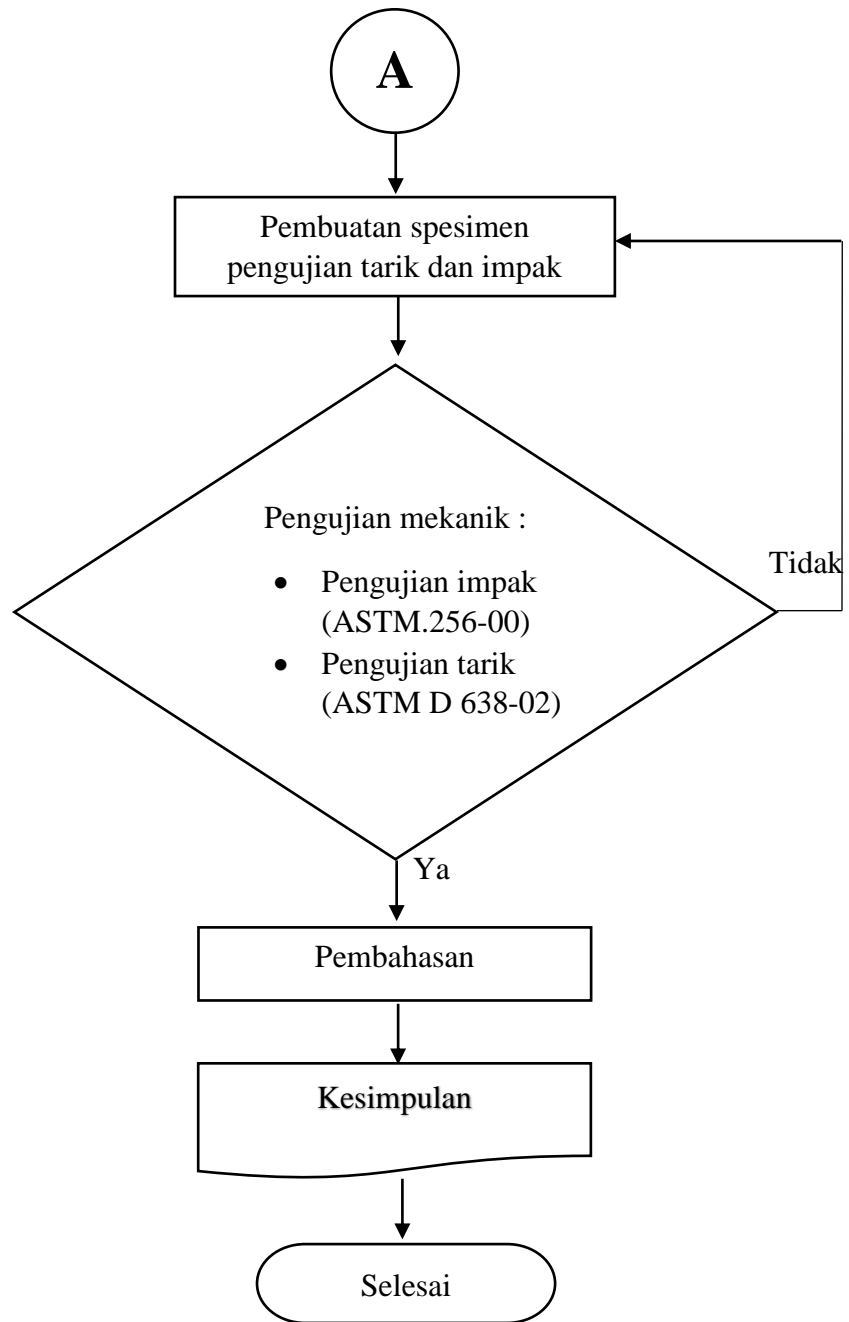 A
Pembuatan spesimen
pengujian tarik dan impak
Pengujian mekanik :
• Pengujian impak
(ASTM.256-00)
• Pengujian tarik
(ASTM D 638-02)
Tidak
Ya
Pembahasan
Kesimpulan
Selesai